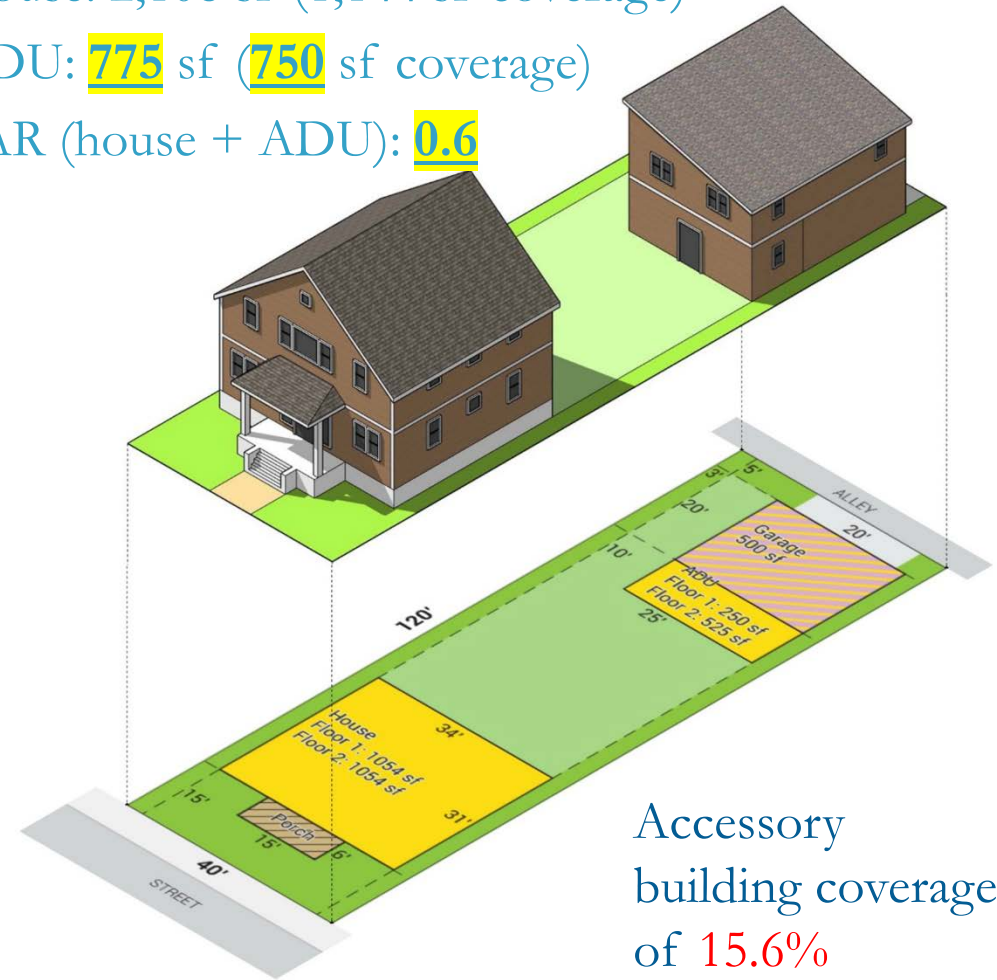 DU: 775 sf (750 sf coverage)
AR (house + ADU): 0.6
ALLEY
3'
5'
20'
20'
Garage
500 sf
10'
ADU
Floor 1: 250 sf
Floor 2: 525 sf
25'
120'
House
Floor 1: 1054 sf
Floor 2: 1054 sf
34'
31'
15'
Porch
15'
6'
40'
STREET
Accessory
building coverage
of 15.6%